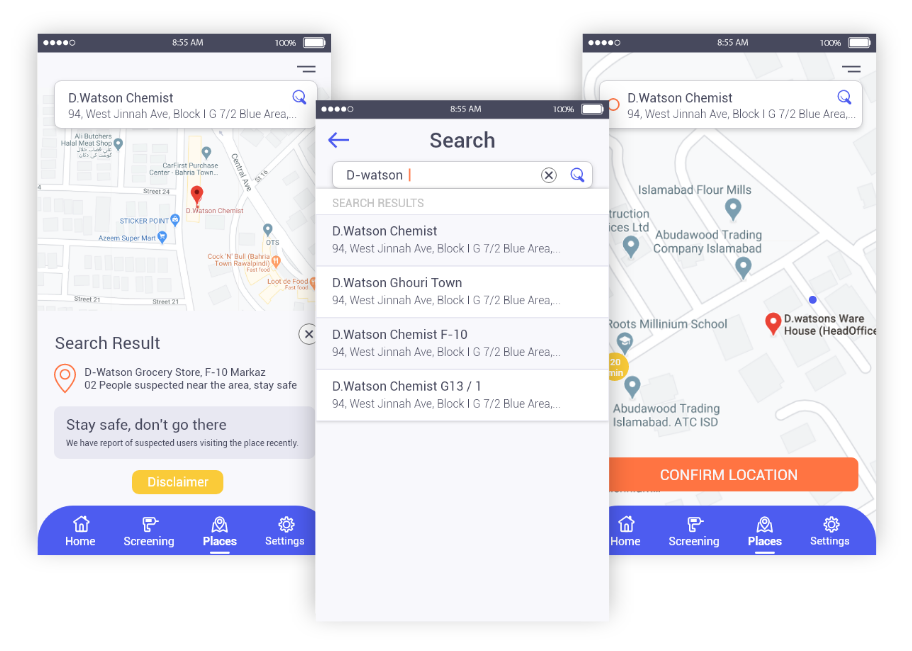 8:55 AM
100%
D.Watson Chemist
94, West Jinnah Ave, Block I G 7/2 Blue Area,...
Ali Butchers
Halal Meat Shop
CarFirst Purchase
Center - Bahria Town...
Central Ave
St 16
Street 24
D.Watson Chemist
STICKER POINT
Azeem Super Mart
OTS
Cock 'N' Bull (Bahria
Town Rawalpindi)
Fast food
Loot de Food
Fast food
Street 21
Street 21
Search Result
D-Watson Grocery Store, F-10 Markaz
02 People suspected near the area, stay safe
Stay safe, don't go there
We have report of suspected users visiting the place recently.
Disclaimer
Home
Screening
Places
Settings
8:55 AM
100%
Search
D-watson
SEARCH RESULTS
D.Watson Chemist
94, West Jinnah Ave, Block I G 7/2 Blue Area,...
D.Watson Ghouri Town
94, West Jinnah Ave, Block I G 7/2 Blue Area,...
D.Watson Chemist F-10
94, West Jinnah Ave, Block I G 7/2 Blue Area,...
D.Watson Chemist G13 / 1
94, West Jinnah Ave, Block I G 7/2 Blue Area,...
8:55 AM
100%
D.Watson Chemist
94, West Jinnah Ave, Block I G 7/2 Blue Area,...
Islamabad Flour Mills
truction
ices Ltd
Abudawood Trading
Company Islamabad
D.watsons Ware
House (HeadOffice
Roots Millinium School
20
min
Abudawood Trading
Islamabad. ATC ISD
CONFIRM LOCATION
Home
Screening
Places
Settings